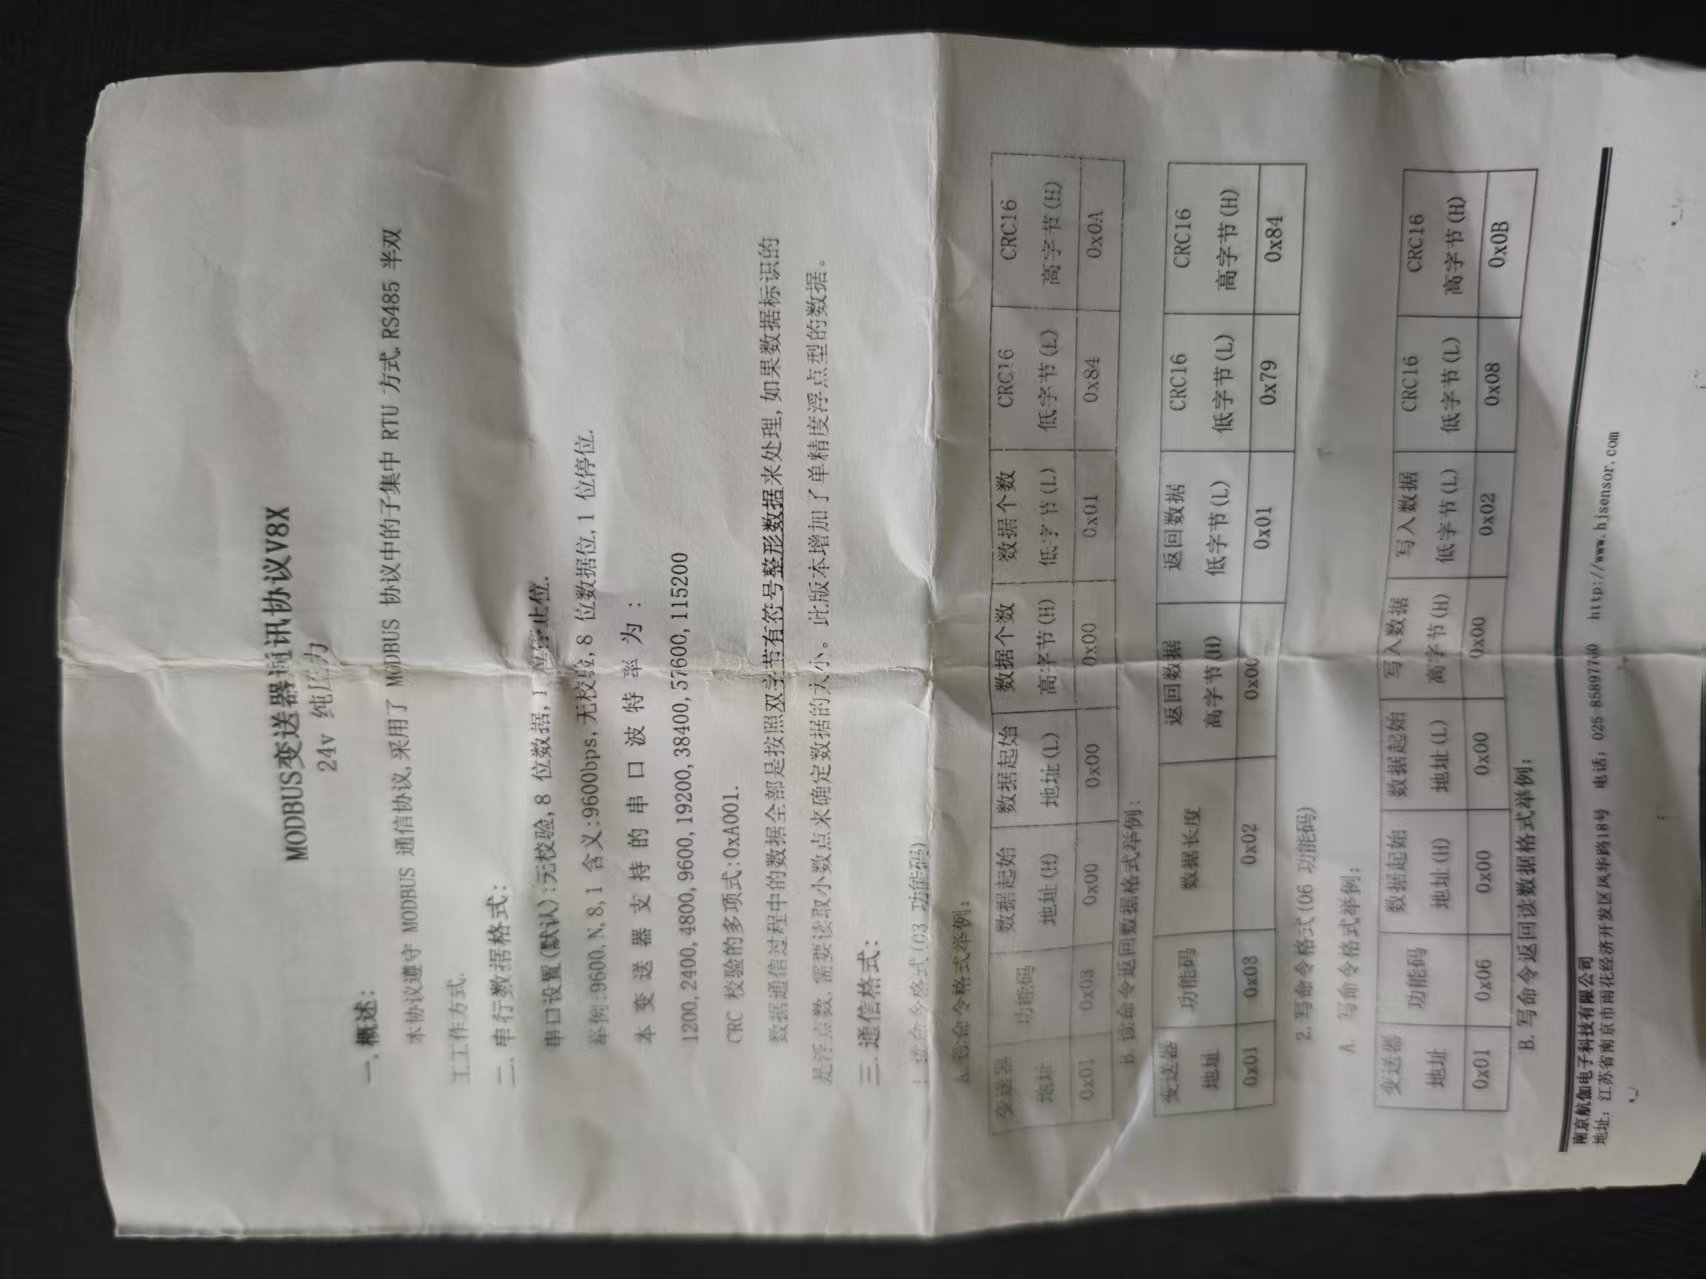 MODBUS变送器通讯协议V8X
24v 纯压力
一.概述:
本协议遵守 MODBUS 通信协议,采用了 MODBUS 协议中的子集中 RTU 方式.RS485 半双
工工作方式.
二.串行数据格式:
串口设置(默认):无校验,8 位数据,1 位停止位.
举例:9600,N,8,1 含义:9600bps,无校验,8 位数据位,1 位停位.
本 变 送 器 支 持 的 串 口 波 特 率 为 :
1200,2400,4800,9600,19200,38400,57600,115200
CRC 校验的多项式:0xA001.
数据通信过程中的数据全部是按照双字节有符号整形数据来处理,如果数据标识的
是浮点数,需要读取小数点来确定数据的大小。此版本增加了单精度浮点型的数据。
三.通信格式:
1.读命令格式(03 功能码)
A.读命令格式举例:
变送器 功能码 数据起始 数据起始 数据个数 数据个数 CRC16 CRC16
地址 地址(H) 地址(L) 高字节(H) 低字节(L) 低字节(L) 高字节(H)
0x01 0x03 0x00 0x00 0x00 0x01 0x84 0x0A
B.读命令返回数据格式举例:
变送器 功能码 数据长度 返回数据 返回数据 CRC16 CRC16
地址 高字节(H) 低字节(L) 低字节(L) 高字节(H)
0x01 0x03 0x02 0x00 0x01 0x79 0x84
2.写命令格式(06 功能码)
A. 写命令格式举例:
变送器 功能码 数据起始 数据起始 写入数据 写入数据 CRC16 CRC16
地址 地址(H) 地址(L) 高字节(H) 低字节(L) 低字节(L) 高字节(H)
0x01 0x06 0x00 0x00 0x00 0x02 0x08 0x0B
B.写命令返回读数据格式举例:
南京航伽电子科技有限公司
地址: 江苏省南京市雨花经济开发区凤华路18号 电话: 025-85897700 http://www.hjsensor.com